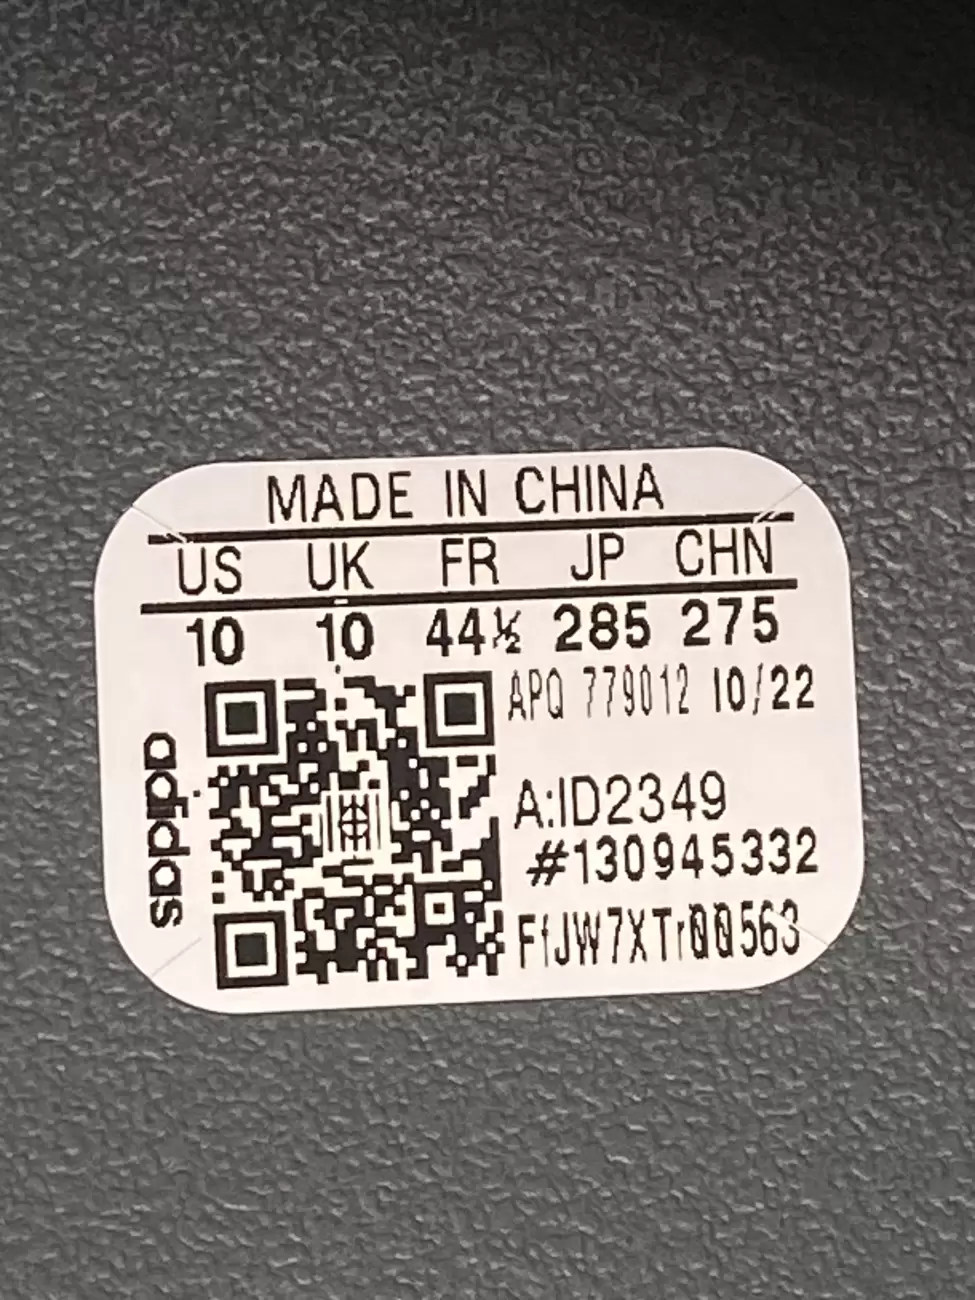 MADE IN CHINA
US UK FR JP CHN
10 10 44½ 285 275
APQ 779012 10/22
A:ID2349
#130945332
FfJW7XTr00563
adidas